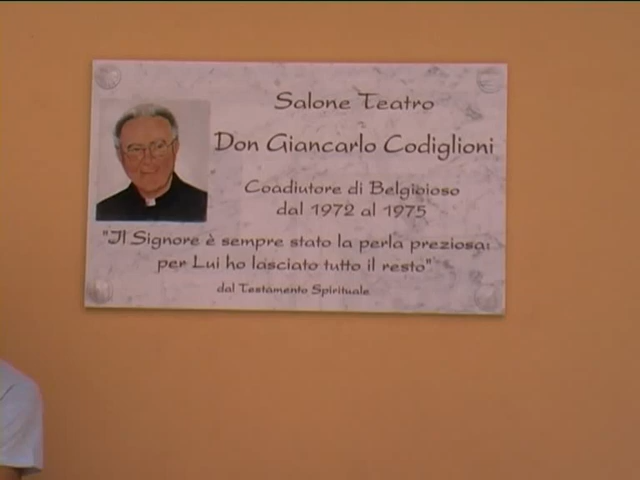 Salone Teatro
Don Giancarlo Codiglioni
Coadiutore di Belgioioso
dal 1972 al 1975
"Il Signore è sempre stato la perla preziosa:
per Lui ho lasciato tutto il resto"
dal Testamento Spirituale